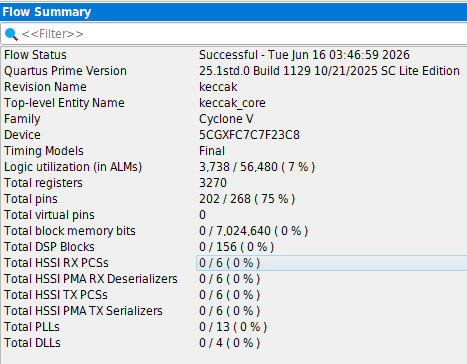 Flow Summary
<<Filter>>
Flow Status Successful - Tue Jun 16 03:46:59 2026
Quartus Prime Version 25.1std.0 Build 1129 10/21/2025 SC Lite Edition
Revision Name keccak
Top-level Entity Name keccak_core
Family Cyclone V
Device 5CGXFC7C7F23C8
Timing Models Final
Logic utilization (in ALMs) 3,738 / 56,480 ( 7 % )
Total registers 3270
Total pins 202 / 268 ( 75 % )
Total virtual pins 0
Total block memory bits 0 / 7,024,640 ( 0 % )
Total DSP Blocks 0 / 156 ( 0 % )
Total HSSI RX PCSs 0 / 6 ( 0 % )
Total HSSI PMA RX Deserializers 0 / 6 ( 0 % )
Total HSSI TX PCSs 0 / 6 ( 0 % )
Total HSSI PMA TX Serializers 0 / 6 ( 0 % )
Total PLLs 0 / 13 ( 0 % )
Total DLLs 0 / 4 ( 0 % )